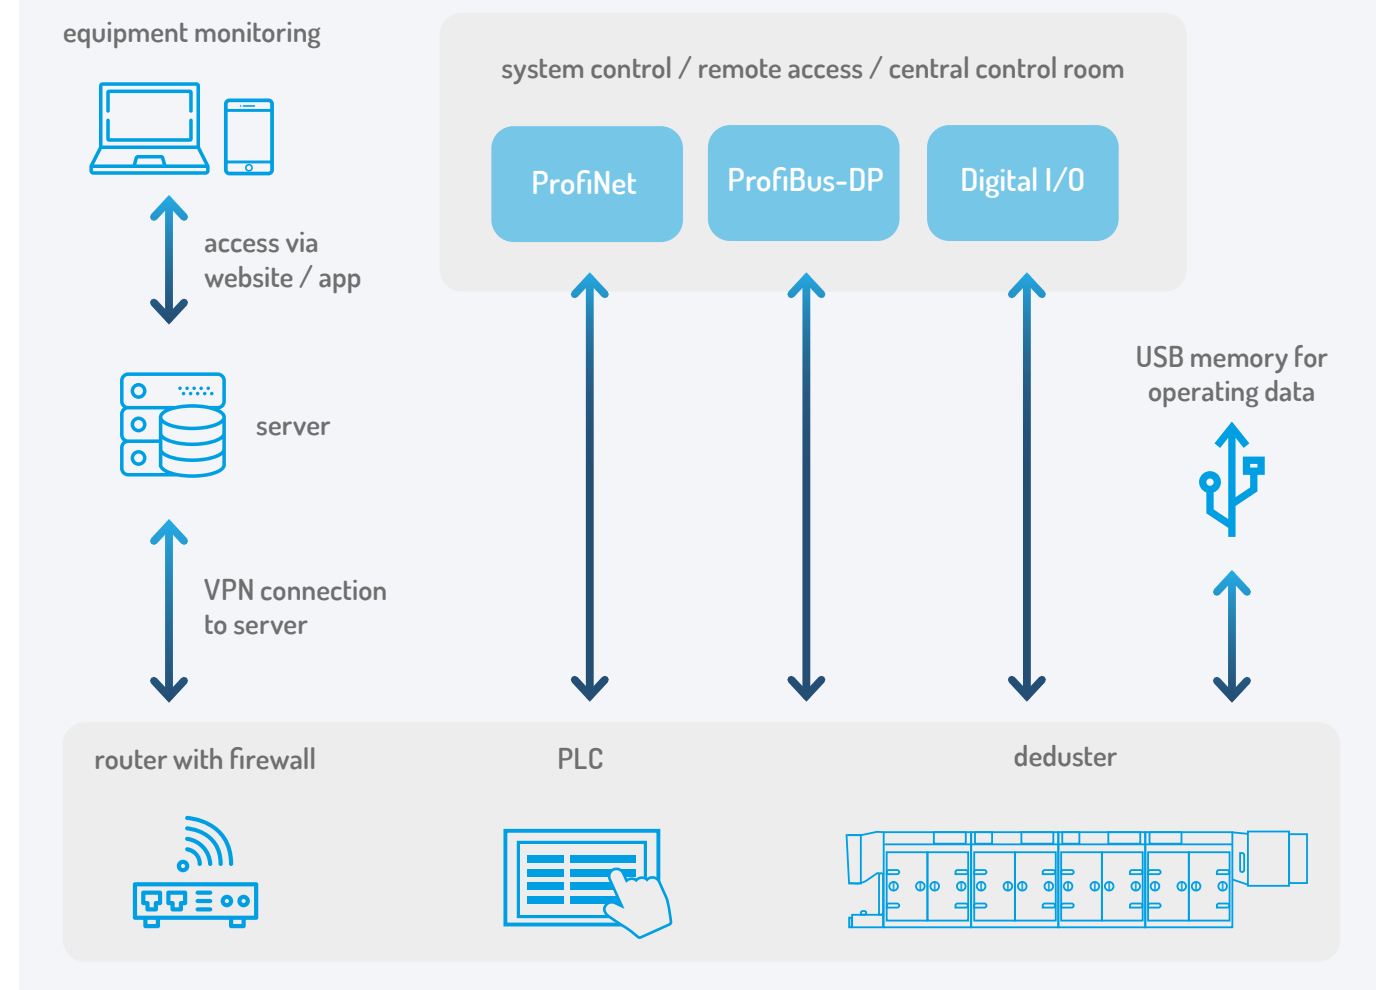 equipment monitoring
system control / remote access / central control room
ProfiNet
ProfiBus-DP
Digital I/O
access via
website / app
USB memory for
operating data
server
VPN connection
to server
router with firewall
PLC
deduster